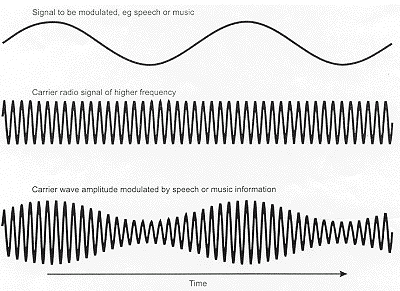 Signal to be modulated, eg speech or music
Carrier radio signal of higher frequency
Carrier wave amplitude modulated by speech or music information
Time